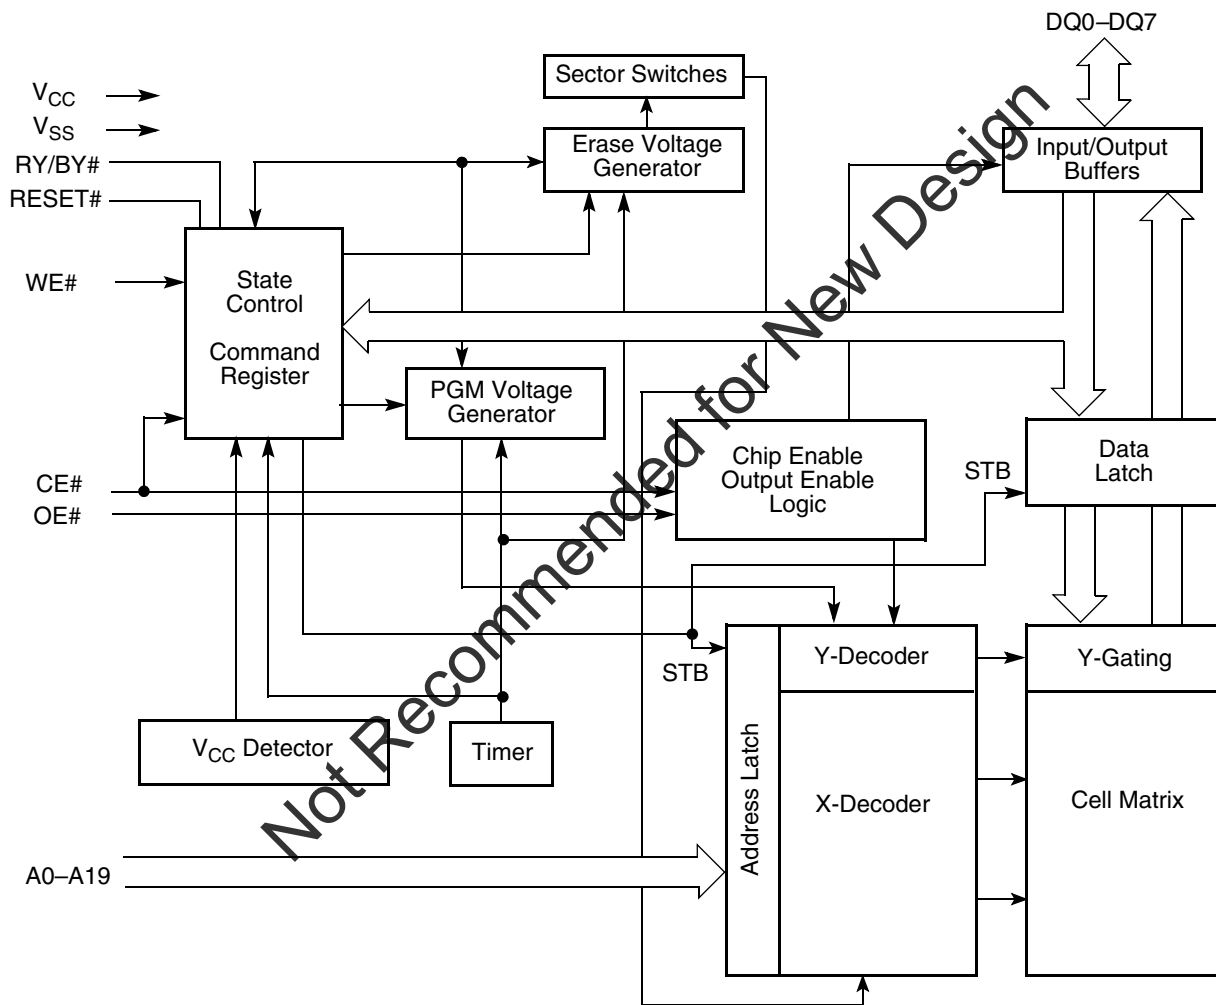 DQ0–DQ7
Sector Switches
VCC
VSS
RY/BY#
RESET#
Erase Voltage
Generator
Input/Output
Buffers
WE#
State
Control
Command
Register
PGM Voltage
Generator
Chip Enable
Output Enable
Logic
Data
Latch
STB
CE#
OE#
STB
Y-Decoder
Y-Gating
VCC Detector
Timer
Address Latch
X-Decoder
Cell Matrix
A0–A19
Not Recommended for New Design